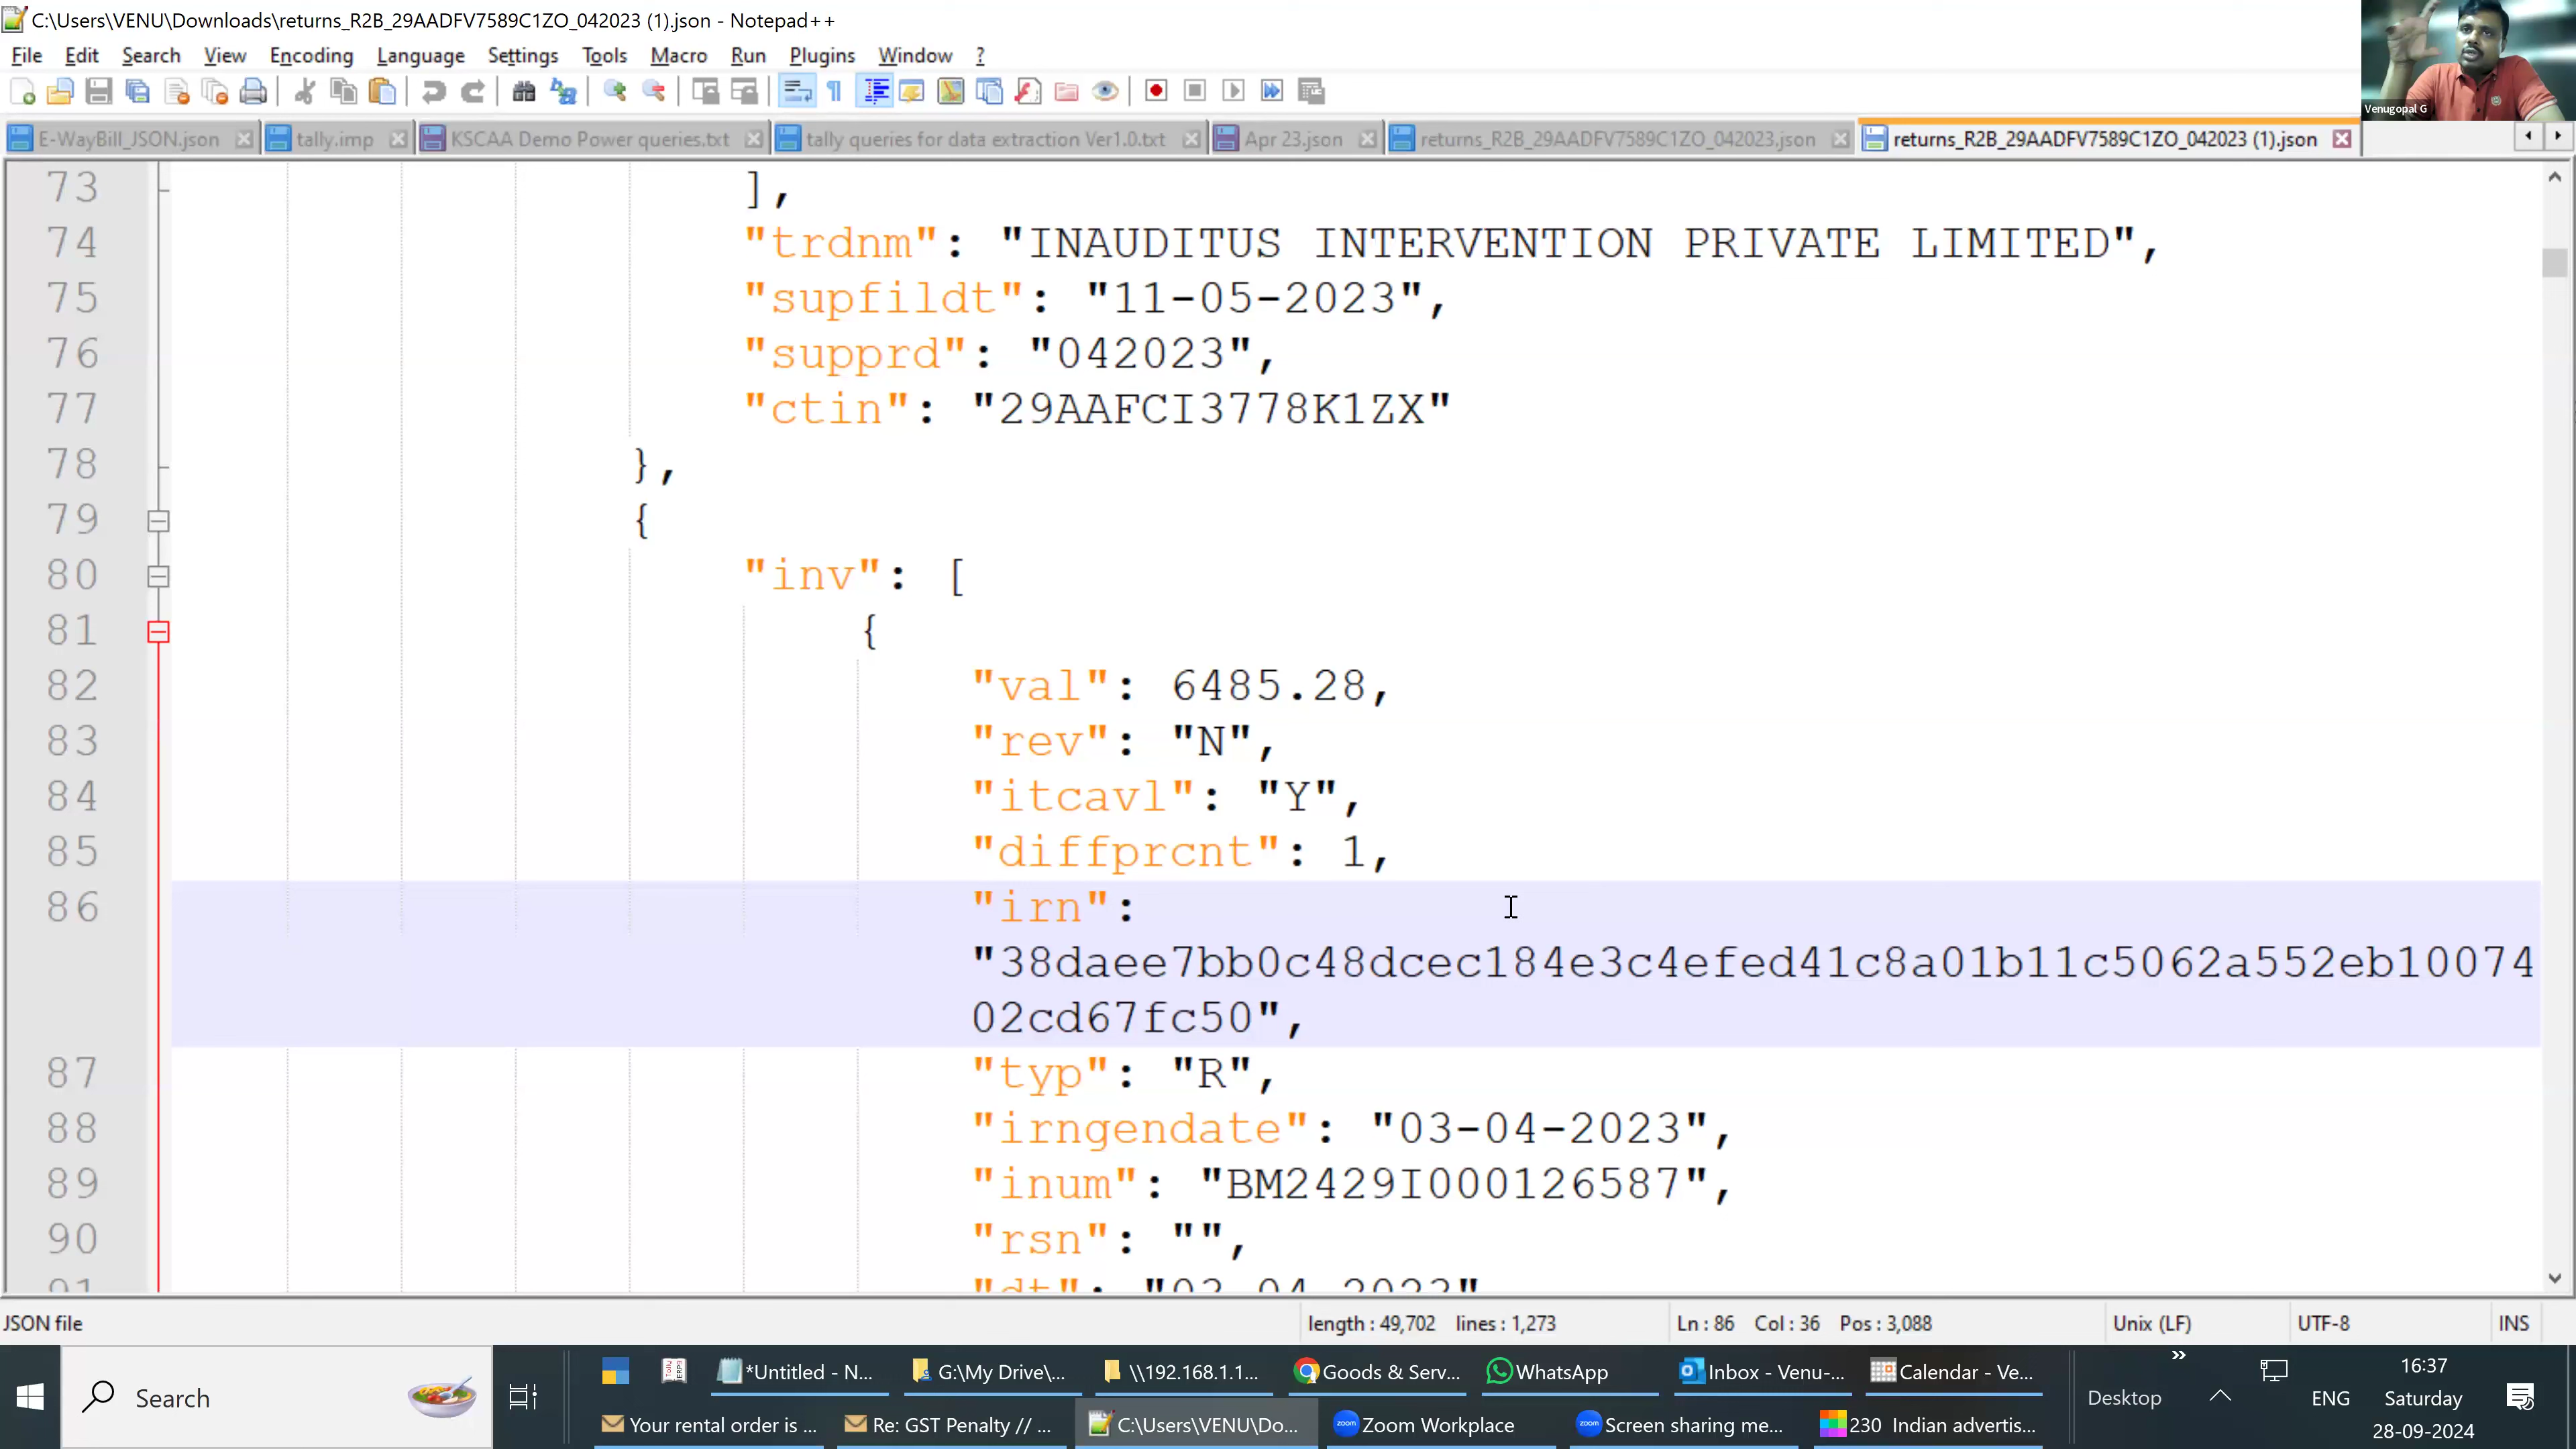 C:\Users\VENU\Downloads\returns_R2B_29AADFV7589C1ZO_042023 (1).json - Notepad++
File Edit Search View Encoding Language Settings Tools Macro Run Plugins Window ?
Venugopal G
E-WayBill_JSON.json tally.imp KSCAA Demo Power queries.txt tally queries for data extraction Ver1.0.txt Apr 23.json returns_R2B_29AADFV7589C1ZO_042023.json returns_R2B_29AADFV7589C1ZO_042023 (1).json
73 ],
74 "trdnm": "INAUDITUS INTERVENTION PRIVATE LIMITED",
75 "supfildt": "11-05-2023",
76 "supprd": "042023",
77 "ctin": "29AAFCI3778K1ZX"
78 },
79 {
80 "inv": [
81 {
82 "val": 6485.28,
83 "rev": "N",
84 "itcavl": "Y",
85 "diffprcnt": 1,
86 "irn":
"38daee7bb0c48dcec184e3c4efed41c8a01b11c5062a552eb10074
02cd67fc50",
87 "typ": "R",
88 "irngendate": "03-04-2023",
89 "inum": "BM2429I000126587",
90 "rsn": "",
91 "dt": "03-04-2023"
JSON file length : 49,702 lines : 1,273 Ln : 86 Col : 36 Pos : 3,088 Unix (LF) UTF-8 INS
*Untitled - N... G:\My Drive\... \\192.168.1.1... Goods & Serv... WhatsApp Inbox - Venu-... Calendar - Ve... 16:37
Search Desktop ENG Saturday
Your rental order is ... Re: GST Penalty // ... C:\Users\VENU\Do... Zoom Workplace Screen sharing me... 230 Indian advertis... 28-09-2024